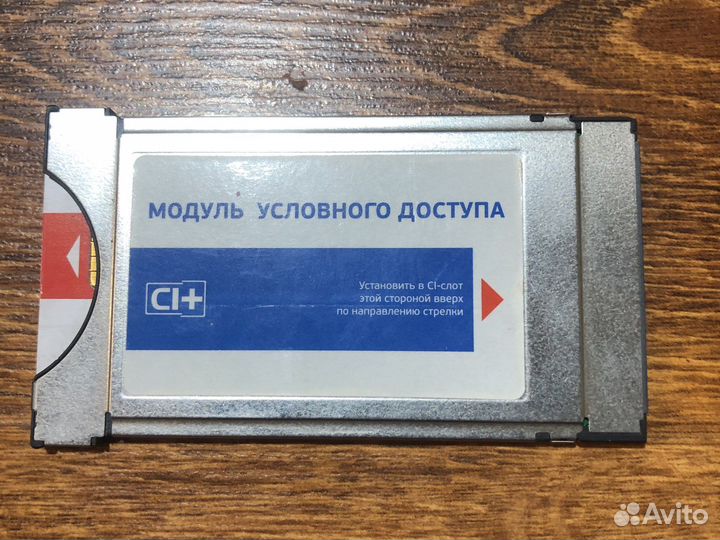 МОДУЛЬ УСЛОВНОГО ДОСТУПА
CI+
Установить в CI-слот
этой стороной вверх
по направлению стрелки
Avito